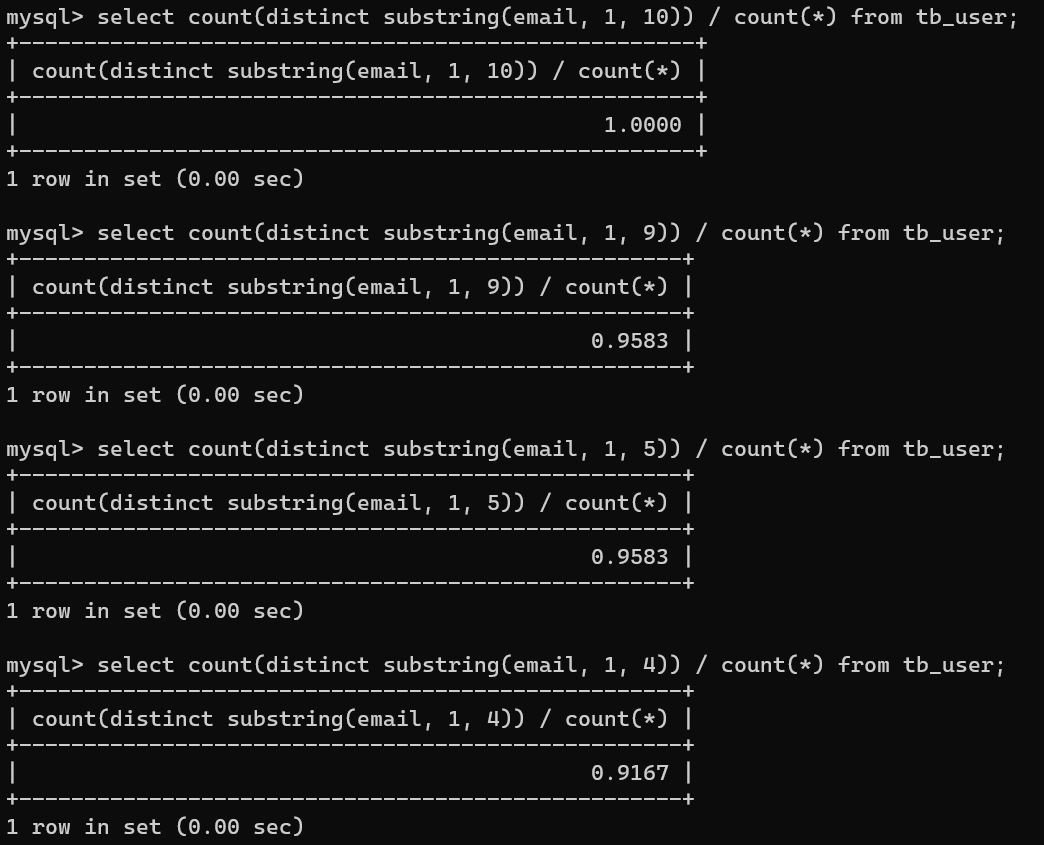 mysql> select count(distinct substring(email, 1, 10)) / count(*) from tb_user;
+----------------------------------------------------+
| count(distinct substring(email, 1, 10)) / count(*) |
+----------------------------------------------------+
|                                             1.0000 |
+----------------------------------------------------+
1 row in set (0.00 sec)

mysql> select count(distinct substring(email, 1, 9)) / count(*) from tb_user;
+---------------------------------------------------+
| count(distinct substring(email, 1, 9)) / count(*) |
+---------------------------------------------------+
|                                            0.9583 |
+---------------------------------------------------+
1 row in set (0.00 sec)

mysql> select count(distinct substring(email, 1, 5)) / count(*) from tb_user;
+---------------------------------------------------+
| count(distinct substring(email, 1, 5)) / count(*) |
+---------------------------------------------------+
|                                            0.9583 |
+---------------------------------------------------+
1 row in set (0.00 sec)

mysql> select count(distinct substring(email, 1, 4)) / count(*) from tb_user;
+---------------------------------------------------+
| count(distinct substring(email, 1, 4)) / count(*) |
+---------------------------------------------------+
|                                            0.9167 |
+---------------------------------------------------+
1 row in set (0.00 sec)